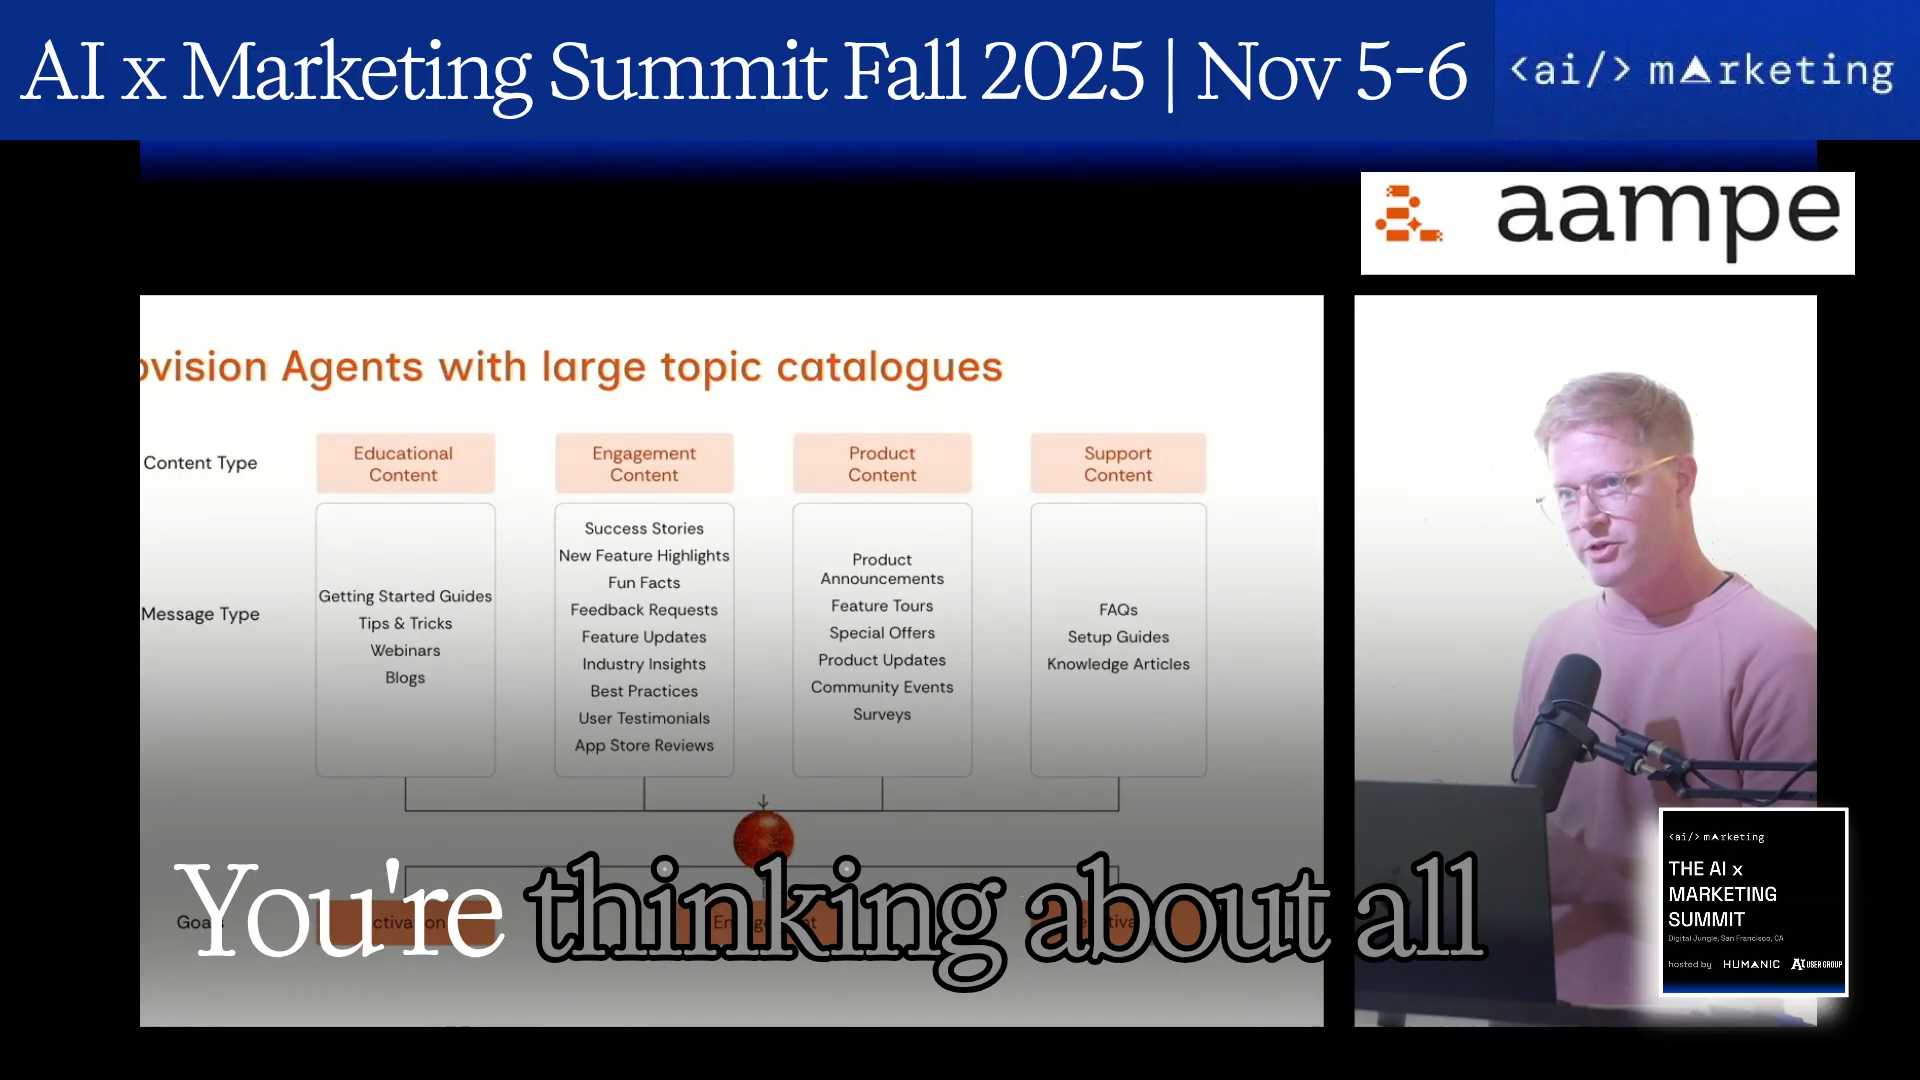 AI x Marketing Summit Fall 2025 | Nov 5-6
<ai/> mArketing
aampe
ovision Agents with large topic catalogues
Content Type
Educational
Content
Engagement
Content
Product
Content
Support
Content
Message Type
Getting Started Guides
Tips & Tricks
Webinars
Blogs
Success Stories
New Feature Highlights
Fun Facts
Feedback Requests
Feature Updates
Industry Insights
Best Practices
User Testimonials
App Store Reviews
Product
Announcements
Feature Tours
Special Offers
Product Updates
Community Events
Surveys
FAQs
Setup Guides
Knowledge Articles
You're thinking about all
<ai/> mArketing
THE AI x
MARKETING
SUMMIT
Digital Jungle, San Francisco, CA
hosted by HUMANIC AI USER GROUP